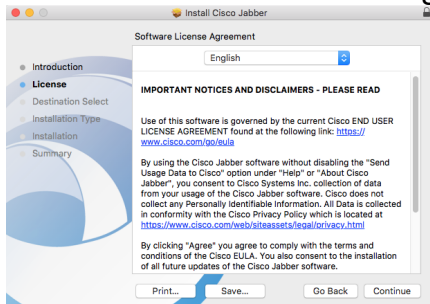 Install Cisco Jabber
Software License Agreement
English
Introduction
License
Destination Select
Installation Type
Installation
Summary
IMPORTANT NOTICES AND DISCLAIMERS - PLEASE READ
Use of this software is governed by the current Cisco END USER
LICENSE AGREEMENT found at the following link: https://
www.cisco.com/go/eula
By using the Cisco Jabber software without disabling the "Send
Usage Data to Cisco" option under "Help" or "About Cisco
Jabber", you consent to Cisco Systems Inc. collection of data
from your usage of the Cisco Jabber software. Cisco does not
collect any Personally Identifiable Information. All Data is collected
in conformity with the Cisco Privacy Policy which is located at
https://www.cisco.com/web/siteassets/legal/privacy.html
By clicking "Agree" you agree to comply with the terms and
conditions of the Cisco EULA. You also consent to the installation
of all future updates of the Cisco Jabber software.
Print... Save... Go Back Continue